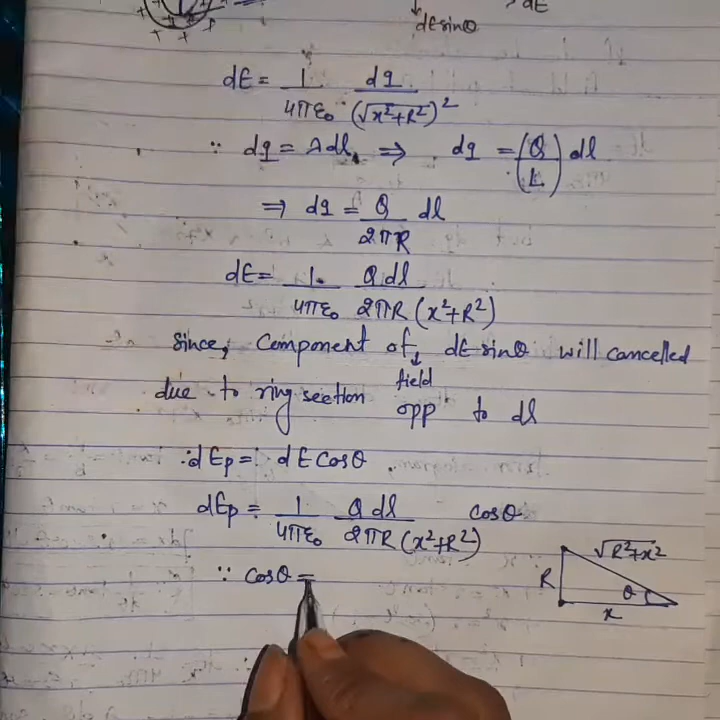 dE
dE sinθ
dE = 1/4πε₀ dq/(√x²+R²)²
∵ dq = λdl, ⇒ dq = (Q/L) dl
⇒ dq = Q/2πR dl
dE = 1/4πε₀ Q dl/2πR (x²+R²)
Since, Component of dE sinθ will cancelled
field
due to ring section opp to dl
∴ dEp = dE Cosθ
dEp = 1/4πε₀ Q dl/2πR (x²+R²) cosθ
√R²+x²
∵ cosθ =
R θ
x